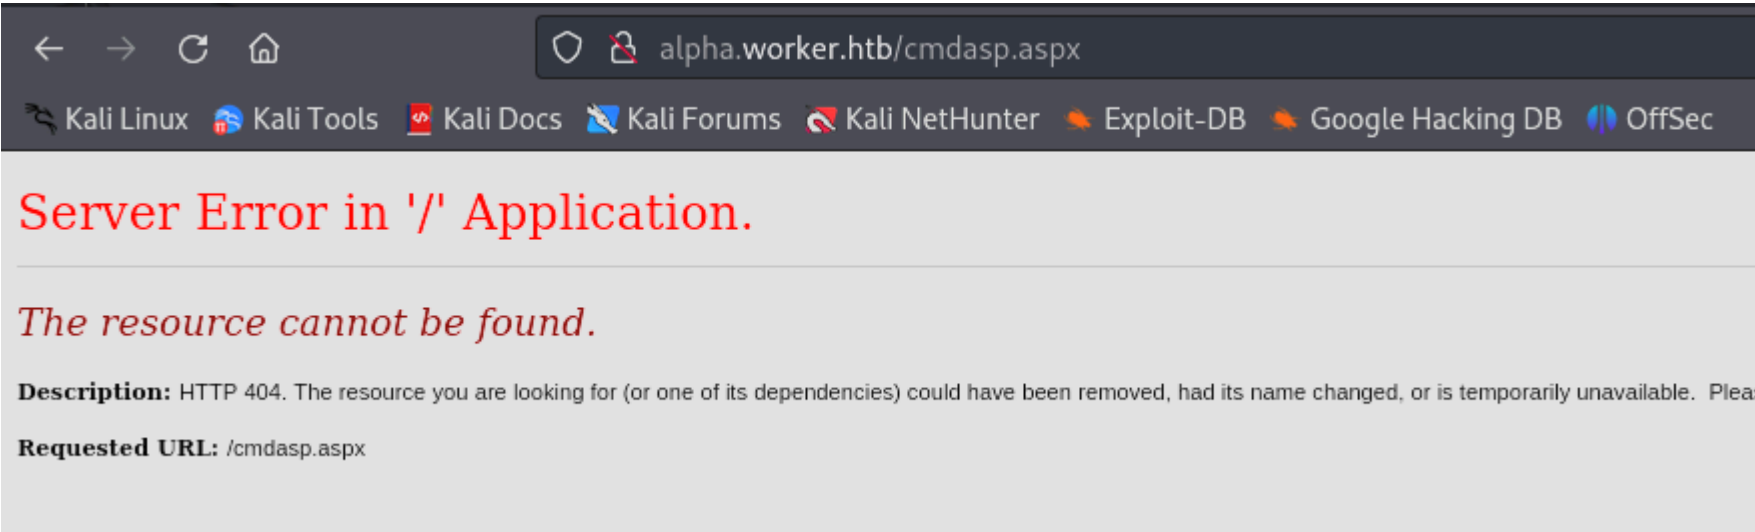 alpha.worker.htb/cmdasp.aspx
Kali Linux Kali Tools Kali Docs Kali Forums Kali NetHunter Exploit-DB Google Hacking DB OffSec
Server Error in '/' Application.
The resource cannot be found.
Description: HTTP 404. The resource you are looking for (or one of its dependencies) could have been removed, had its name changed, or is temporarily unavailable.
Requested URL: /cmdasp.aspx